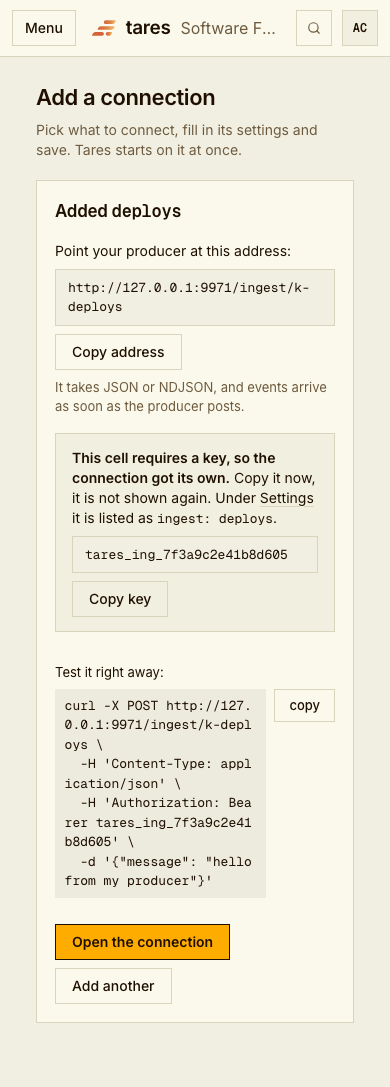 Menu
tares Software F...
AC
Add a connection
Pick what to connect, fill in its settings and
save. Tares starts on it at once.
Added deploys
Point your producer at this address:
http://127.0.0.1:9971/ingest/k-
deploys
Copy address
It takes JSON or NDJSON, and events arrive
as soon as the producer posts.
This cell requires a key, so the
connection got its own. Copy it now,
it is not shown again. Under Settings
it is listed as ingest: deploys.
tares_ing_7f3a9c2e41b8d605
Copy key
Test it right away:
curl -X POST http://127.
0.0.1:9971/ingest/k-depl
oys \
-H 'Content-Type: appl
ication/json' \
-H 'Authorization: Bea
rer tares_ing_7f3a9c2e41
b8d605' \
-d '{"message": "hello
from my producer"}'
copy
Open the connection
Add another